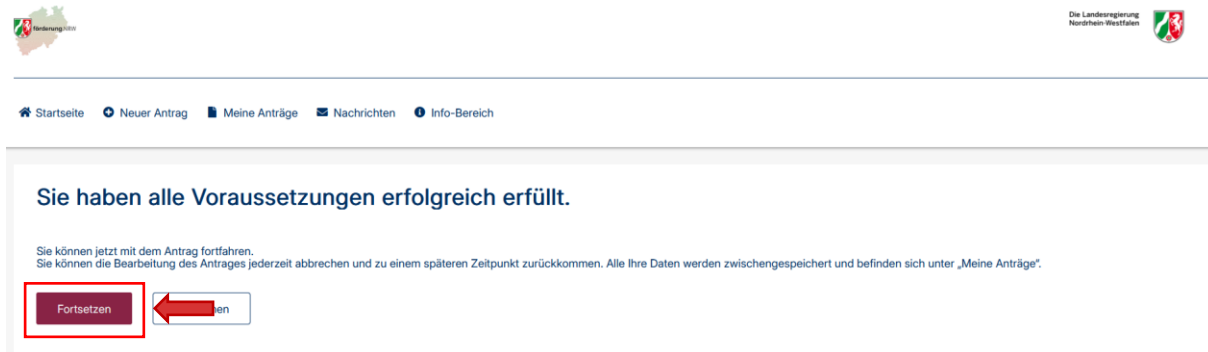 förderung.NRW
Die Landesregierung
Nordrhein-Westfalen
Startseite Neuer Antrag Meine Anträge Nachrichten Info-Bereich
Sie haben alle Voraussetzungen erfolgreich erfüllt.
Sie können jetzt mit dem Antrag fortfahren.
Sie können die Bearbeitung des Antrages jederzeit abbrechen und zu einem späteren Zeitpunkt zurückkommen. Alle Ihre Daten werden zwischengespeichert und befinden sich unter „Meine Anträge“.
Fortsetzen